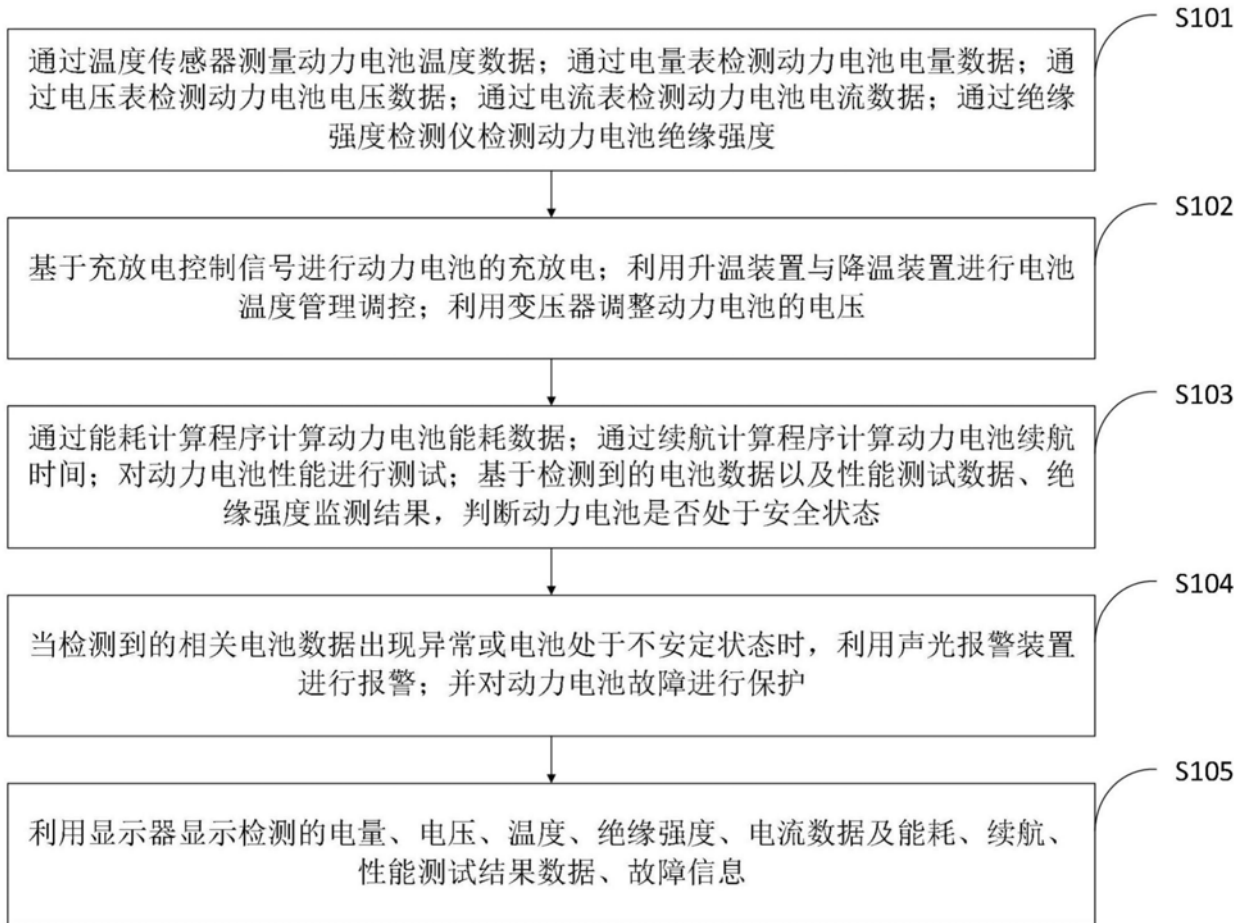 S101
通过温度传感器测量动力电池温度数据；通过电量表检测动力电池电量数据；通
过电压表检测动力电池电压数据；通过电流表检测动力电池电流数据；通过绝缘
强度检测仪检测动力电池绝缘强度
S102
基于充放电控制信号进行动力电池的充放电；利用升温装置与降温装置进行电池
温度管理调控；利用变压器调整动力电池的电压
S103
通过能耗计算程序计算动力电池能耗数据；通过续航计算程序计算动力电池续航
时间；对动力电池性能进行测试；基于检测到的电池数据以及性能测试数据、绝
缘强度监测结果，判断动力电池是否处于安全状态
S104
当检测到的相关电池数据出现异常或电池处于不安定状态时，利用声光报警装置
进行报警；并对动力电池故障进行保护
S105
利用显示器显示检测的电量、电压、温度、绝缘强度、电流数据及能耗、续航、
性能测试结果数据、故障信息